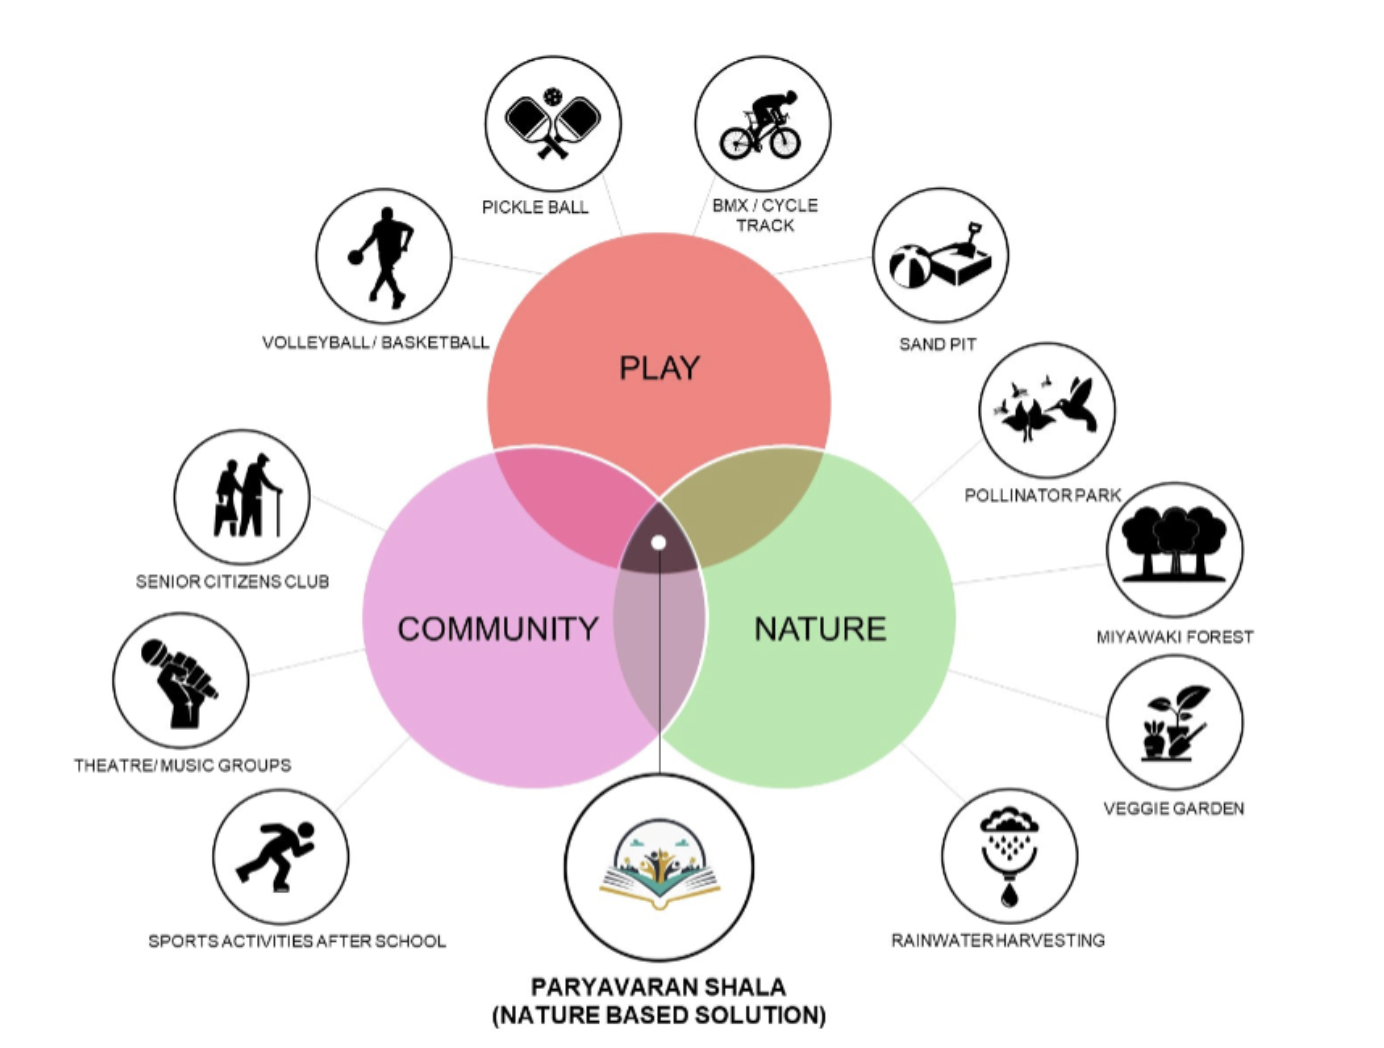 PICKLE BALL
BMX / CYCLE
TRACK
VOLLEYBALL / BASKETBALL
SAND PIT
PLAY
POLLINATOR PARK
SENIOR CITIZENS CLUB
MIYAWAKI FOREST
COMMUNITY
NATURE
THEATRE/ MUSIC GROUPS
VEGGIE GARDEN
SPORTS ACTIVITIES AFTER SCHOOL
RAINWATER HARVESTING
PARYAVARAN SHALA
(NATURE BASED SOLUTION)